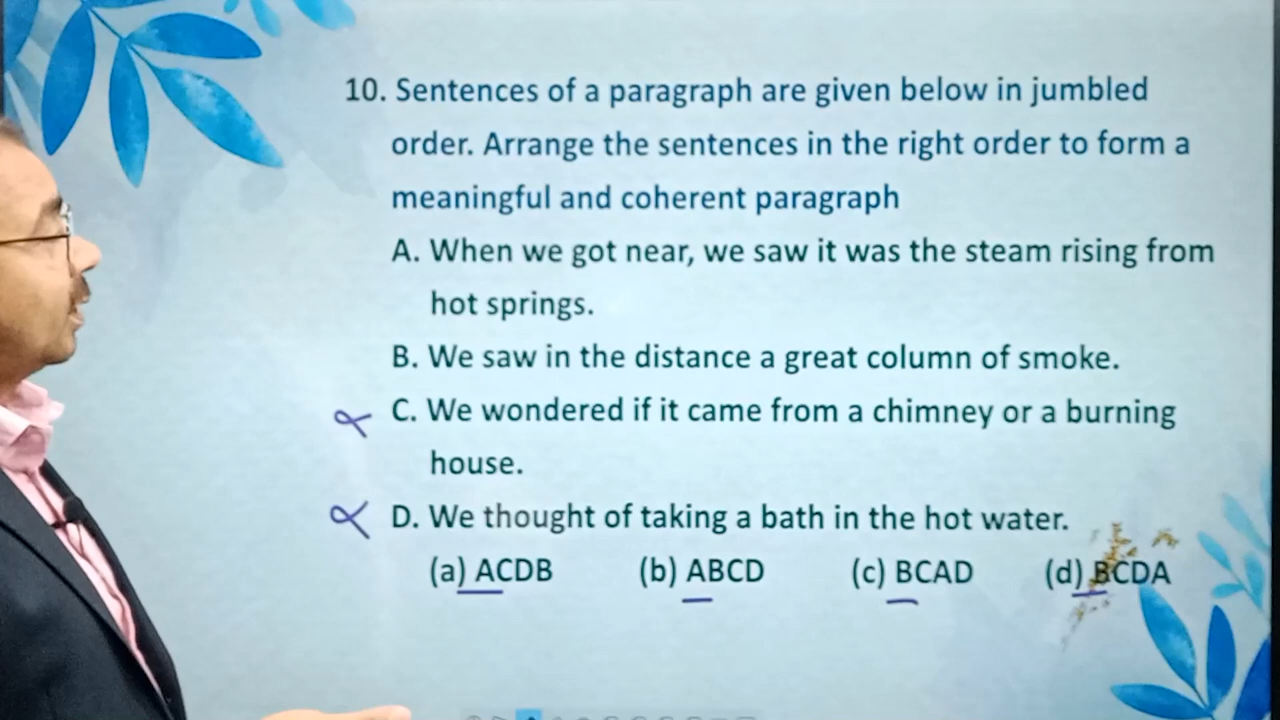 10. Sentences of a paragraph are given below in jumbled
order. Arrange the sentences in the right order to form a
meaningful and coherent paragraph
A. When we got near, we saw it was the steam rising from
hot springs.
B. We saw in the distance a great column of smoke.
C. We wondered if it came from a chimney or a burning
house.
D. We thought of taking a bath in the hot water.
(a) ACDB (b) ABCD (c) BCAD (d) BCDA